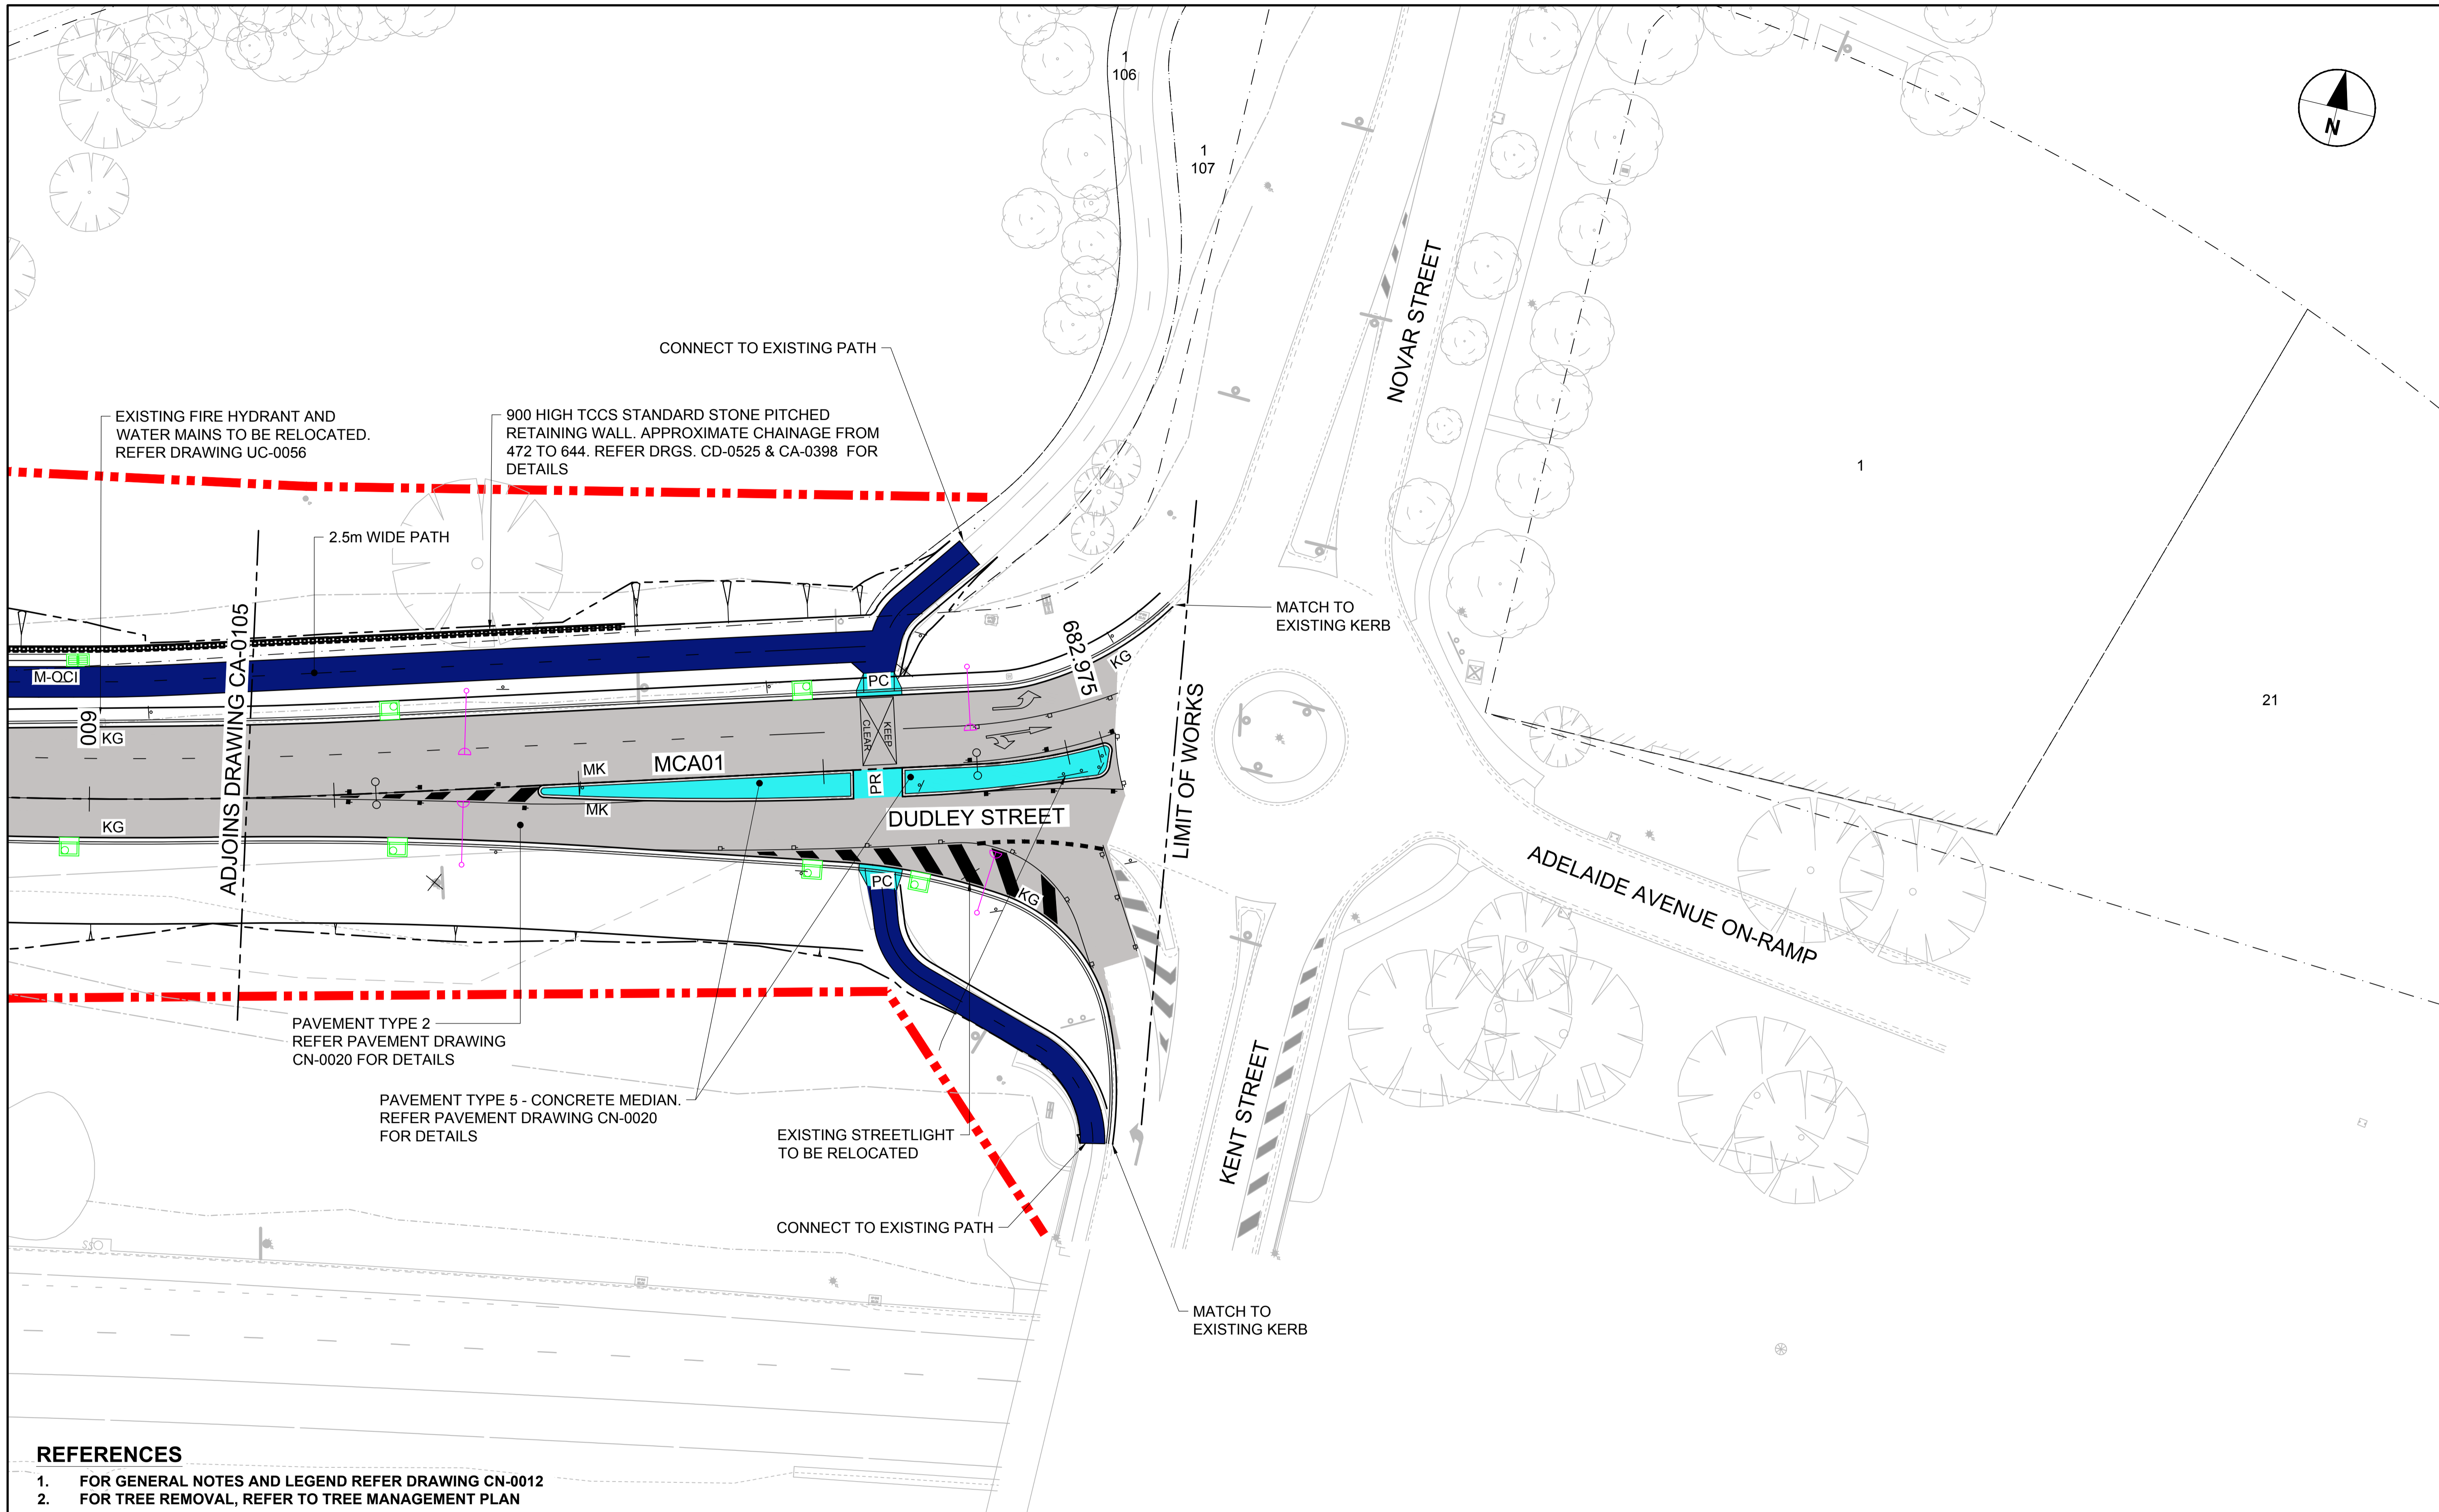 1
106
1
107
N
NOVAR STREET
CONNECT TO EXISTING PATH
EXISTING FIRE HYDRANT AND
WATER MAINS TO BE RELOCATED.
REFER DRAWING UC-0056
900 HIGH TCCS STANDARD STONE PITCHED
RETAINING WALL. APPROXIMATE CHAINAGE FROM
472 TO 644. REFER DRGS. CD-0525 & CA-0398 FOR
DETAILS
1
2.5m WIDE PATH
MATCH TO
EXISTING KERB
ADJOINS DRAWING CA-0105
682.975
KG
M-QCI
PC
21
600
KG
KEEP
CLEAR
LIMIT OF WORKS
MCA01
MK
PR
MK
DUDLEY STREET
KG
PC
KG
ADELAIDE AVENUE ON-RAMP
PAVEMENT TYPE 2
REFER PAVEMENT DRAWING
CN-0020 FOR DETAILS
PAVEMENT TYPE 5 - CONCRETE MEDIAN.
REFER PAVEMENT DRAWING CN-0020
FOR DETAILS
KENT STREET
EXISTING STREETLIGHT
TO BE RELOCATED
CONNECT TO EXISTING PATH
SS
MATCH TO
EXISTING KERB
REFERENCES
1. FOR GENERAL NOTES AND LEGEND REFER DRAWING CN-0012
2. FOR TREE REMOVAL, REFER TO TREE MANAGEMENT PLAN